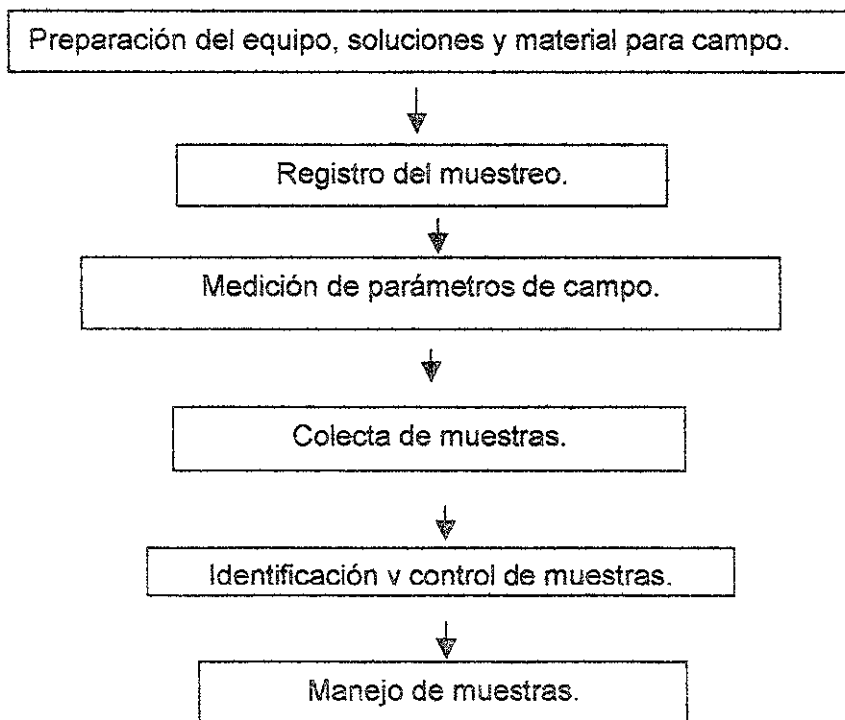 Preparación del equipo, soluciones y material para campo.
Registro del muestreo.
Medición de parámetros de campo.
Colecta de muestras.
Identificación v control de muestras.
Manejo de muestras.